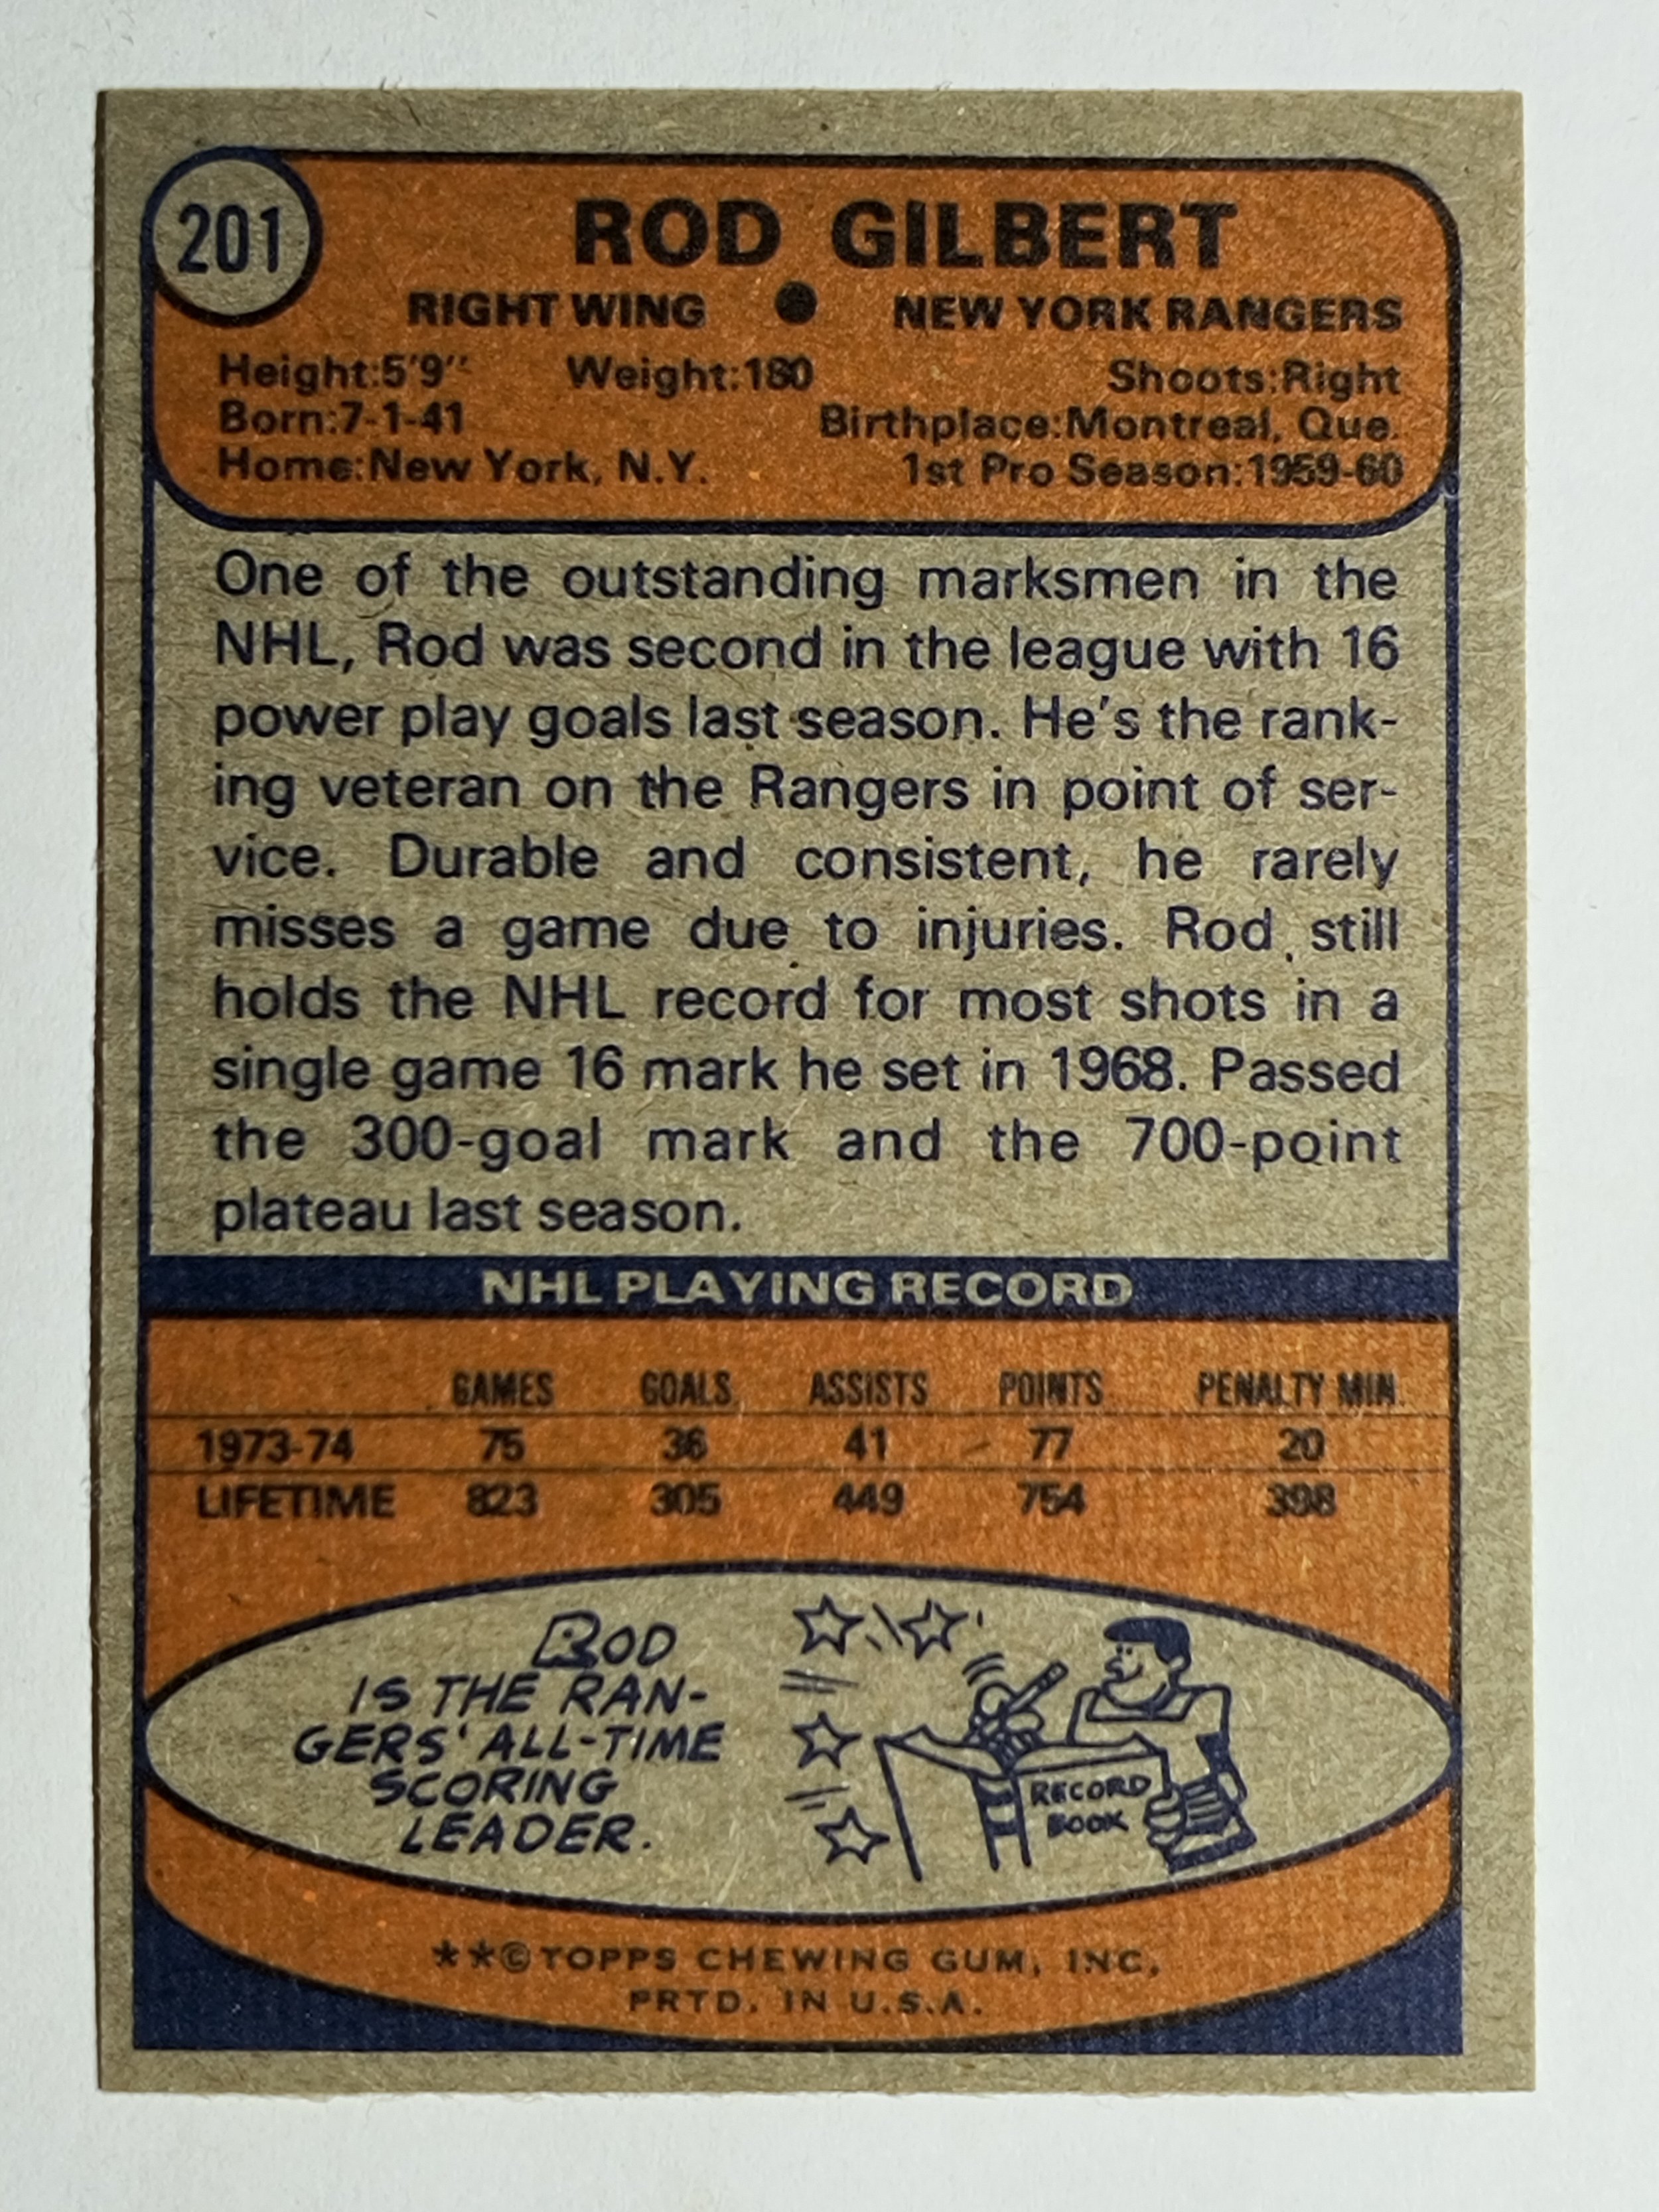 201
ROD GILBERT
RIGHT WING ● NEW YORK RANGERS
Height:5'9" Weight:180 Shoots:Right
Born:7-1-41 Birthplace:Montreal, Que.
Home:New York, N.Y. 1st Pro Season:1959-60
One of the outstanding marksmen in the
NHL, Rod was second in the league with 16
power play goals last season. He's the rank-
ing veteran on the Rangers in point of ser-
vice. Durable and consistent, he rarely
misses a game due to injuries. Rod still
holds the NHL record for most shots in a
single game 16 mark he set in 1968. Passed
the 300-goal mark and the 700-point
plateau last season.
NHL PLAYING RECORD
GAMES GOALS ASSISTS POINTS PENALTY MIN.
1973-74 75 36 41 77 20
LIFETIME 823 305 449 754 398
ROD
IS THE RAN-
GERS' ALL-TIME
SCORING
LEADER.
RECORD
BOOK
**©TOPPS CHEWING GUM, INC.
PRTD. IN U.S.A.